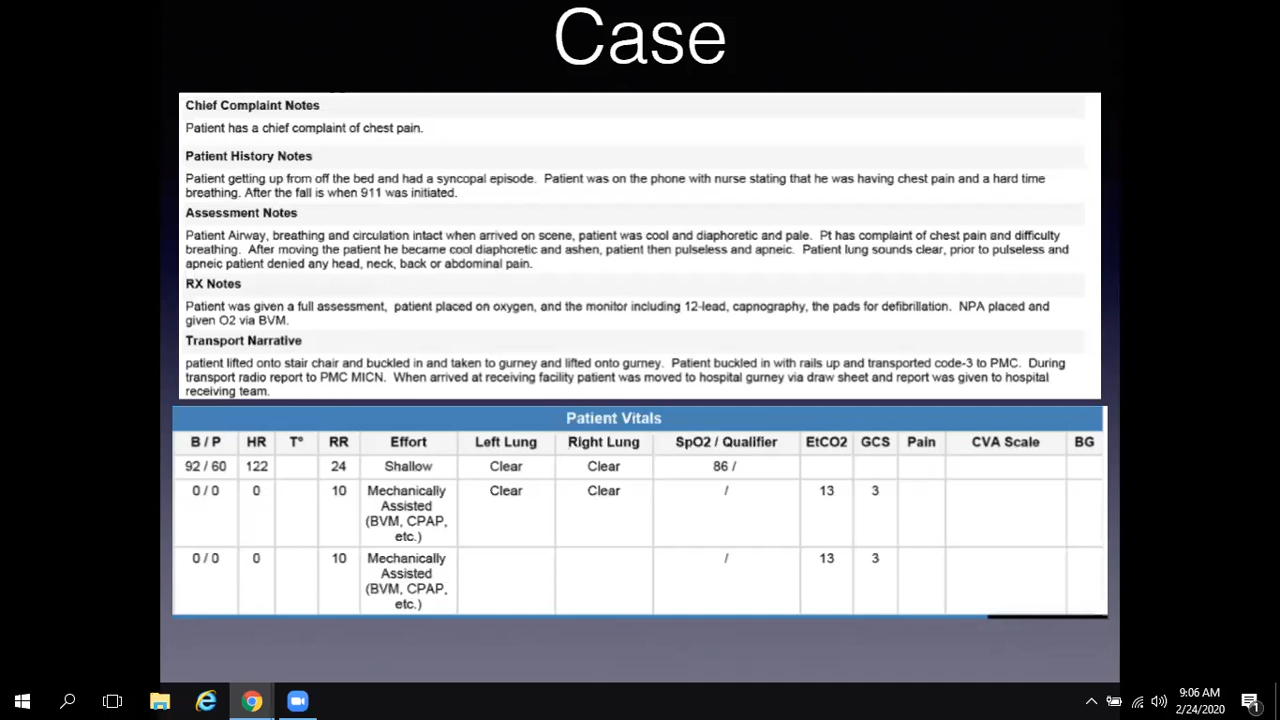 Case
Chief Complaint Notes
Patient has a chief complaint of chest pain.
Patient History Notes
Patient getting up from off the bed and had a syncopal episode. Patient was on the phone with nurse stating that he was having chest pain and a hard time
breathing. After the fall is when 911 was initiated.
Assessment Notes
Patient Airway, breathing and circulation intact when arrived on scene, patient was cool and diaphoretic and pale. Pt has complaint of chest pain and difficulty
breathing. After moving the patient he became cool diaphoretic and ashen, patient then pulseless and apneic. Patient lung sounds clear, prior to pulseless and
apneic patient denied any head, neck, back or abdominal pain.
RX Notes
Patient was given a full assessment, patient placed on oxygen, and the monitor including 12-lead, capnography, the pads for defibrillation. NPA placed and
given O2 via BVM.
Transport Narrative
patient lifted onto stair chair and buckled in and taken to gurney and lifted onto gurney. Patient buckled in with rails up and transported code-3 to PMC. During
transport radio report to PMC MICN. When arrived at receiving facility patient was moved to hospital gurney via draw sheet and report was given to hospital
receiving team.
Patient Vitals
B / P HR Tº RR Effort Left Lung Right Lung SpO2 / Qualifier EtCO2 GCS Pain CVA Scale BG
92 / 60 122 24 Shallow Clear Clear 86 /
0 / 0 0 10 Mechanically Clear Clear / 13 3
Assisted
(BVM, CPAP,
etc.)
0 / 0 0 10 Mechanically / 13 3
Assisted
(BVM, CPAP,
etc.)
9:06 AM
2/24/2020
1